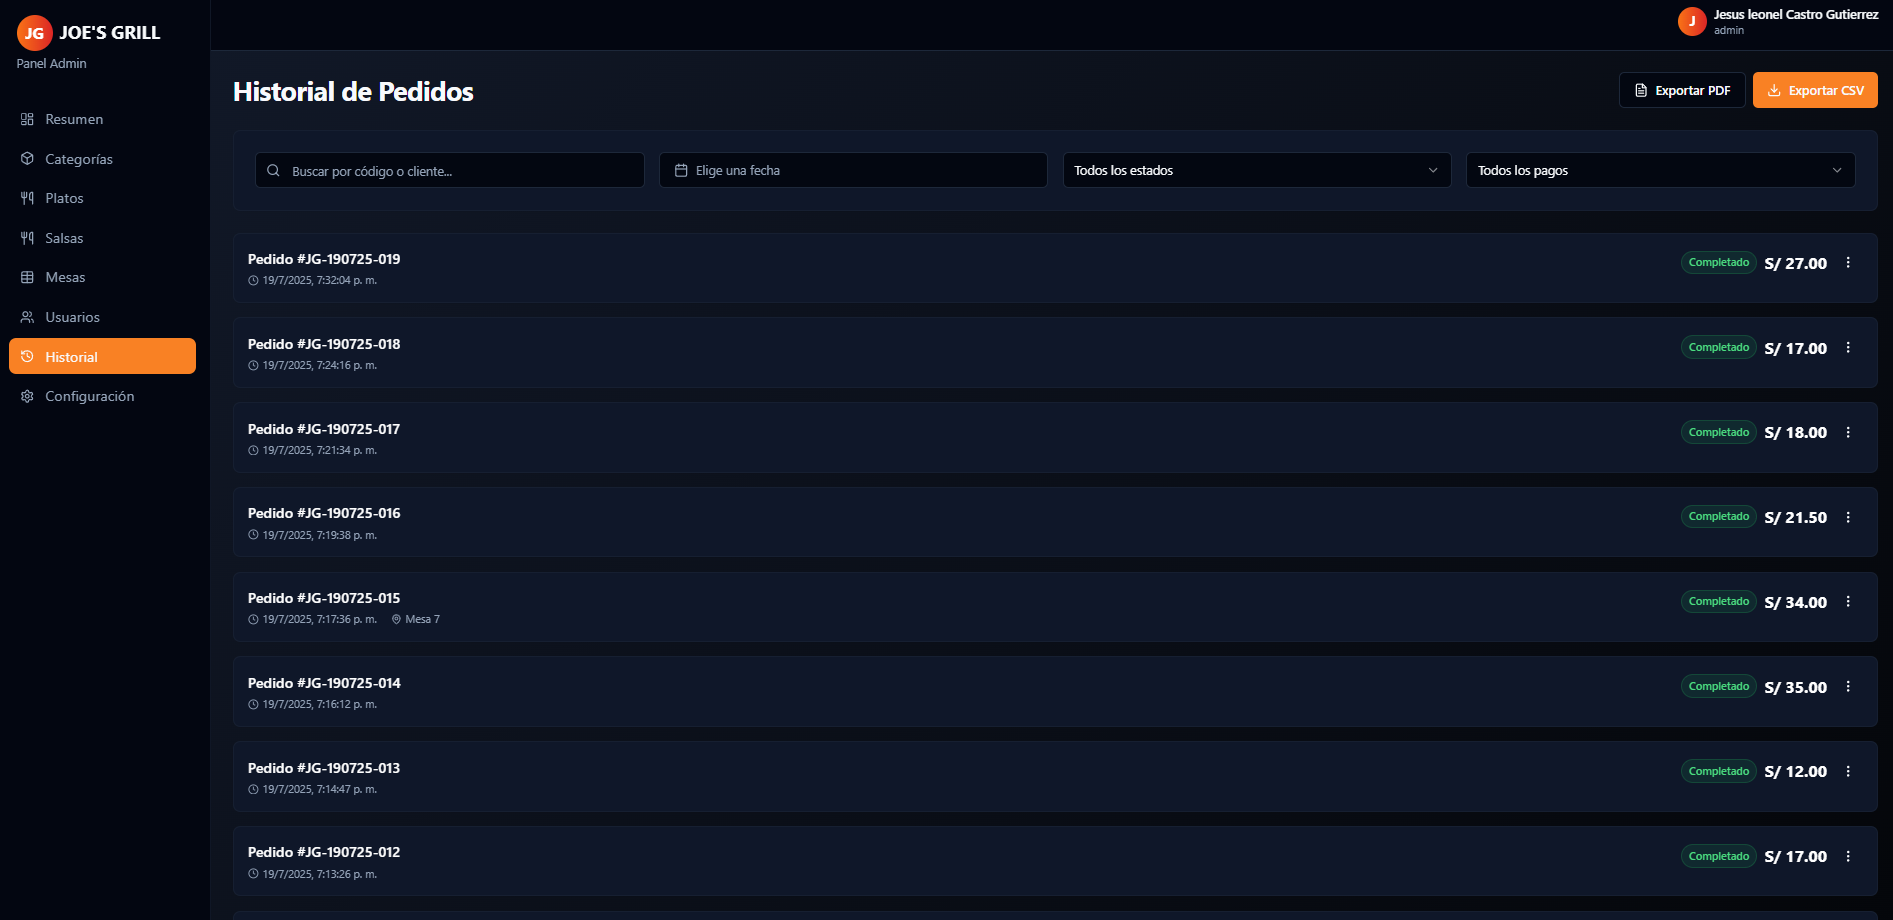 JG JOE'S GRILL
Panel Admin
Resumen
Categorías
Platos
Salsas
Mesas
Usuarios
Historial
Configuración
J
Jesus leonel Castro Gutierrez
admin
Historial de Pedidos
Exportar PDF
Exportar CSV
Buscar por código o cliente...
Elige una fecha
Todos los estados
Todos los pagos
Pedido #JG-190725-019
19/7/2025, 7:32:04 p. m.
Completado S/ 27.00
Pedido #JG-190725-018
19/7/2025, 7:24:16 p. m.
Completado S/ 17.00
Pedido #JG-190725-017
19/7/2025, 7:21:34 p. m.
Completado S/ 18.00
Pedido #JG-190725-016
19/7/2025, 7:19:38 p. m.
Completado S/ 21.50
Pedido #JG-190725-015
19/7/2025, 7:17:36 p. m. Mesa 7
Completado S/ 34.00
Pedido #JG-190725-014
19/7/2025, 7:16:12 p. m.
Completado S/ 35.00
Pedido #JG-190725-013
19/7/2025, 7:14:47 p. m.
Completado S/ 12.00
Pedido #JG-190725-012
19/7/2025, 7:13:26 p. m.
Completado S/ 17.00